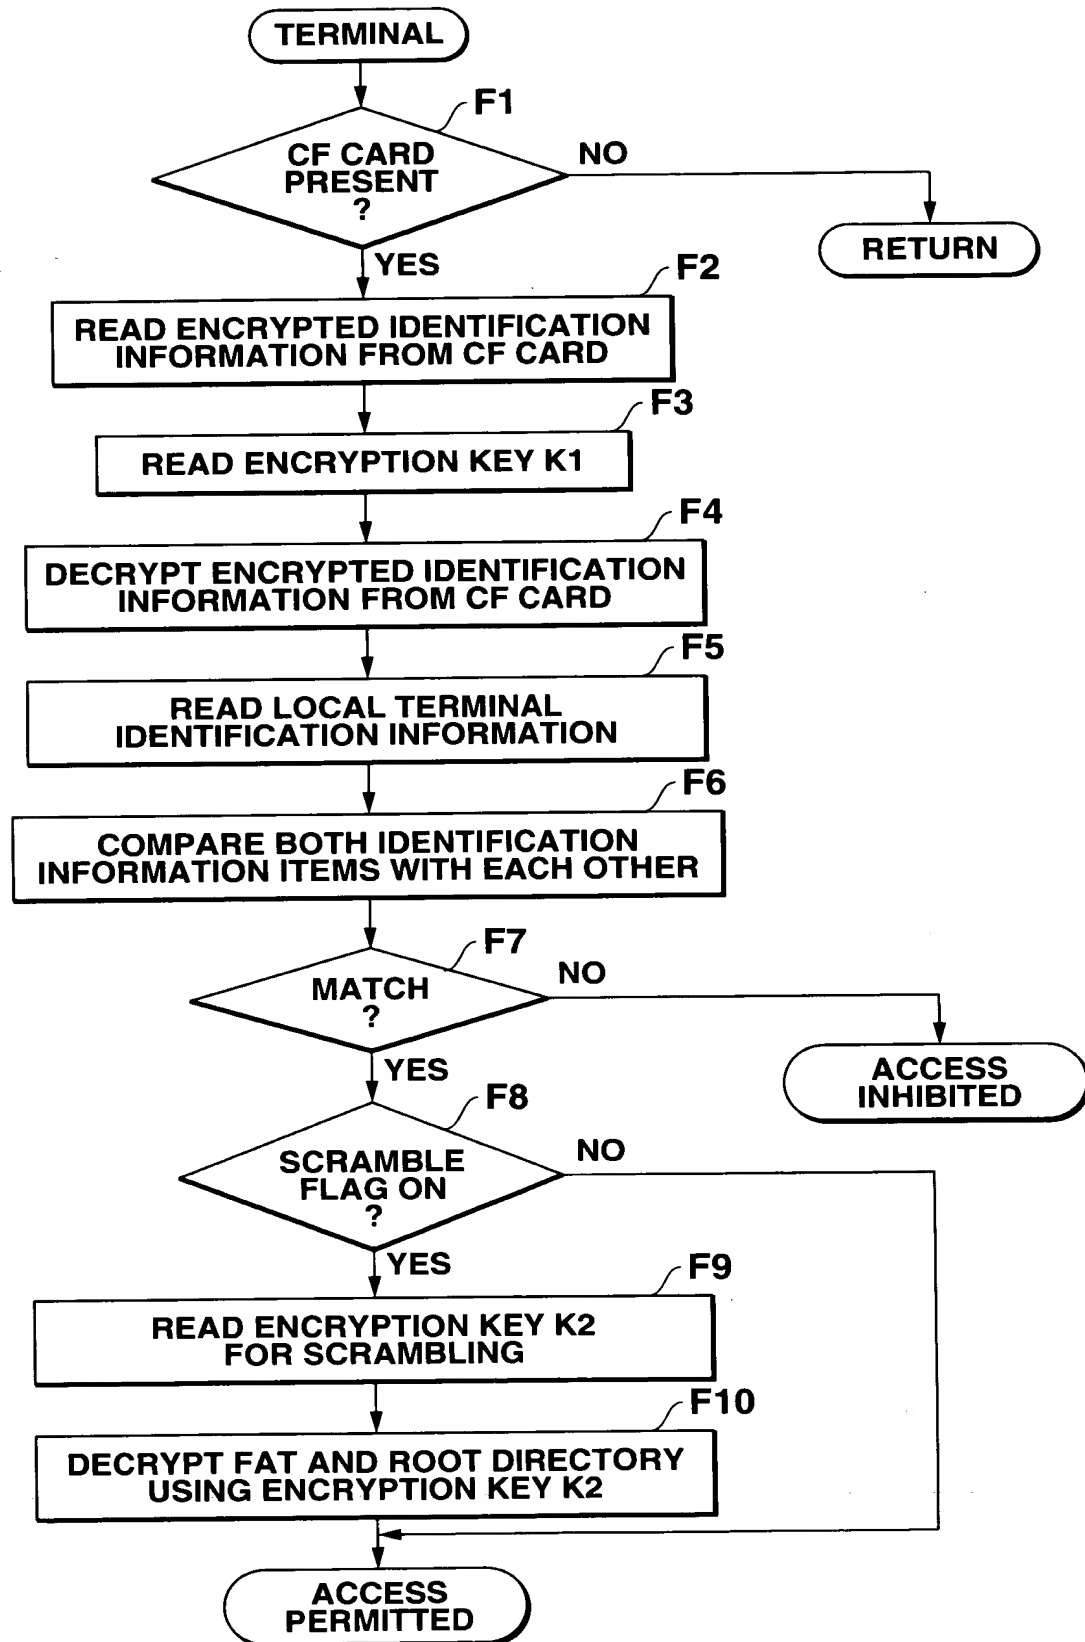 TERMINAL
F1
CF CARD
PRESENT
?
NO
RETURN
YES
F2
READ ENCRYPTED IDENTIFICATION
INFORMATION FROM CF CARD
F3
READ ENCRYPTION KEY K1
F4
DECRYPT ENCRYPTED IDENTIFICATION
INFORMATION FROM CF CARD
F5
READ LOCAL TERMINAL
IDENTIFICATION INFORMATION
F6
COMPARE BOTH IDENTIFICATION
INFORMATION ITEMS WITH EACH OTHER
F7
MATCH
?
NO
ACCESS
INHIBITED
YES
F8
SCRAMBLE
FLAG ON
?
NO
YES
F9
READ ENCRYPTION KEY K2
FOR SCRAMBLING
F10
DECRYPT FAT AND ROOT DIRECTORY
USING ENCRYPTION KEY K2
ACCESS
PERMITTED